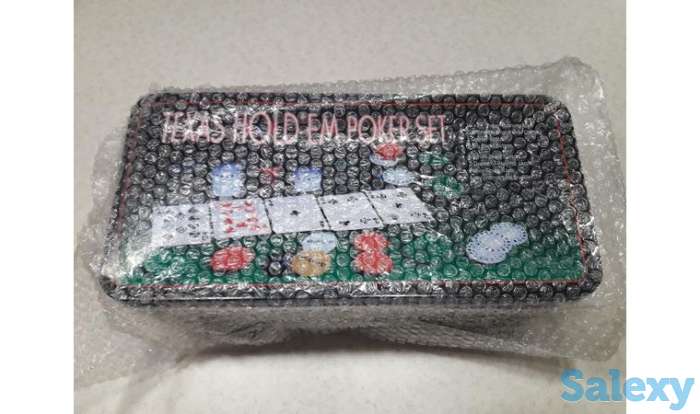 TEXAS HOLD'EM POKER SET
Salexy